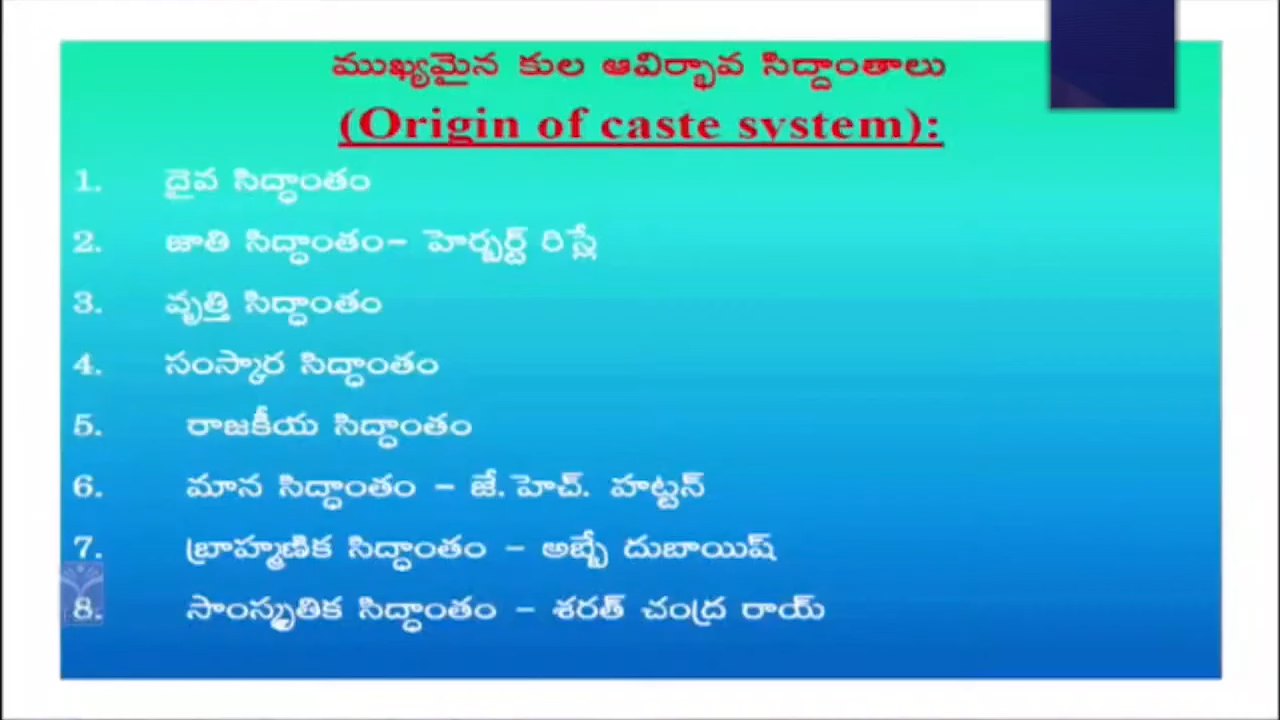 ముఖ్యమైన కుల ఆవిర్భావ సిద్దాంతాలు
(Origin of caste system):
1. దైవ సిద్ధాంతం
2. జాతి సిద్ధాంతం- హెర్బర్ట్ రిస్లే
3. వృత్తి సిద్ధాంతం
4. సంస్కార సిద్ధాంతం
5. రాజకీయ సిద్ధాంతం
6. మాన సిద్ధాంతం - జే. హెచ్. హట్టన్
7. బ్రాహ్మణిక సిద్ధాంతం - అబ్బే దుబాయిష్
8. సాంస్కృతిక సిద్ధాంతం - శరత్ చంద్ర రాయ్